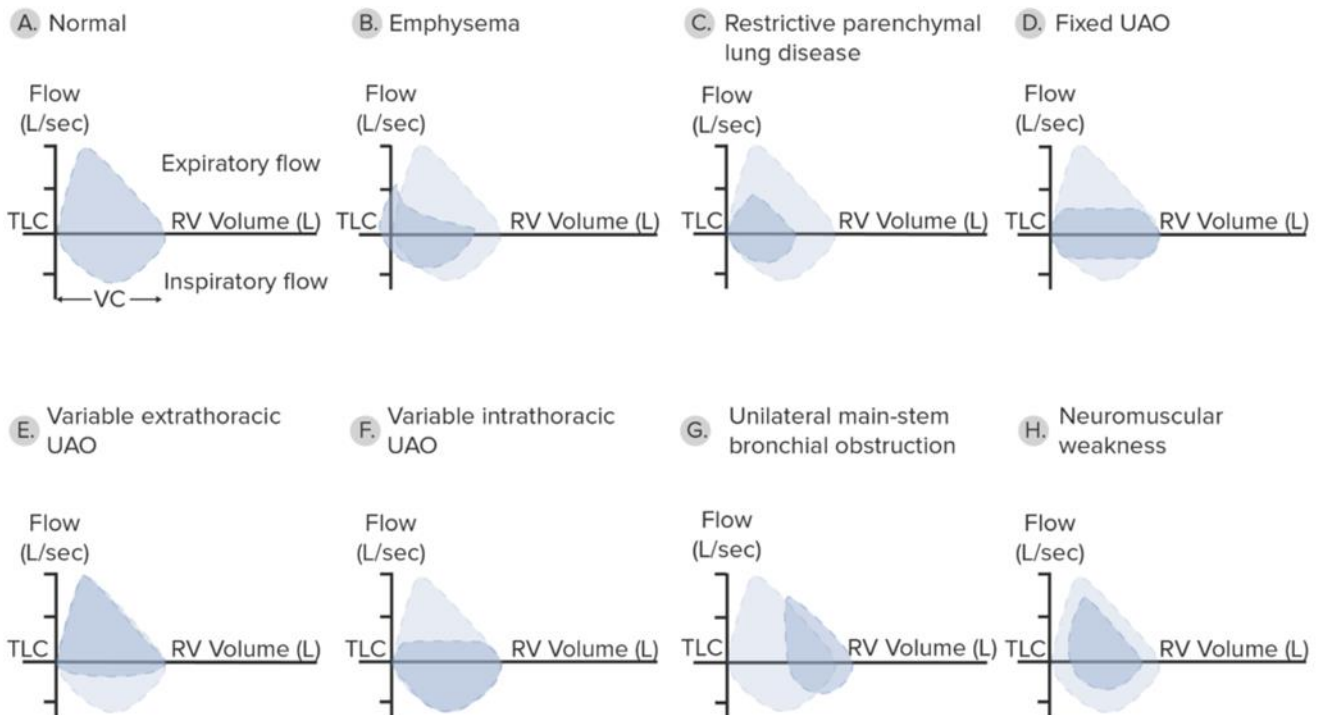 A. Normal
Flow
(L/sec)
Expiratory flow
TLC
RV Volume (L)
Inspiratory flow
VC
B. Emphysema
Flow
(L/sec)
TLC
RV Volume (L)
C. Restrictive parenchymal
lung disease
Flow
(L/sec)
TLC
RV Volume (L)
D. Fixed UAO
Flow
(L/sec)
TLC
RV Volume (L)
E. Variable extrathoracic
UAO
Flow
(L/sec)
TLC
RV Volume (L)
F. Variable intrathoracic
UAO
Flow
(L/sec)
TLC
RV Volume (L)
G. Unilateral main-stem
bronchial obstruction
Flow
(L/sec)
TLC
RV Volume (L)
H. Neuromuscular
weakness
Flow
(L/sec)
TLC
RV Volume (L)